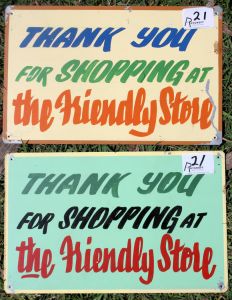 21
THANK YOU
FOR SHOPPING AT
the Friendly Store
21
THANK YOU
FOR SHOPPING AT
the Friendly Store